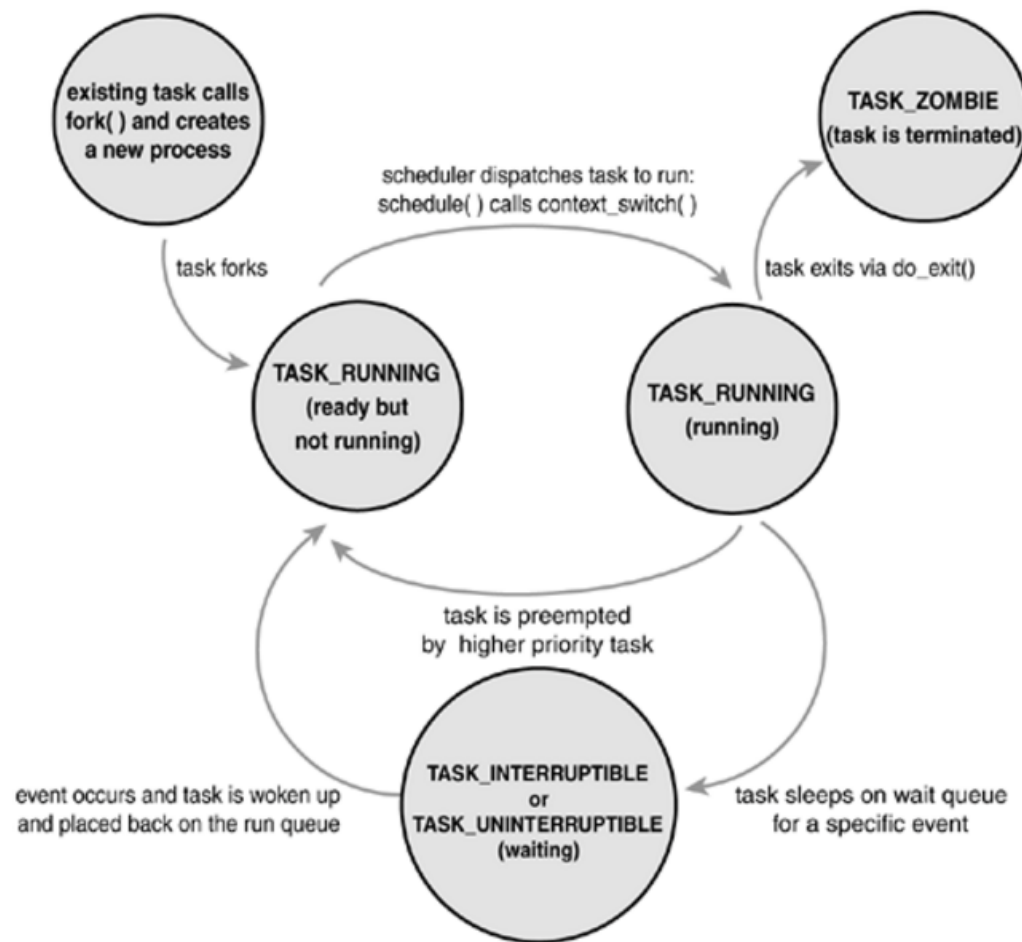 existing task calls
fork( ) and creates
a new process
TASK_ZOMBIE
(task is terminated)
scheduler dispatches task to run:
schedule( ) calls context_switch( )
task forks
task exits via do_exit()
TASK_RUNNING
(ready but
not running)
TASK_RUNNING
(running)
task is preempted
by higher priority task
TASK_INTERRUPTIBLE
or
TASK_UNINTERRUPTIBLE
(waiting)
event occurs and task is woken up
and placed back on the run queue
task sleeps on wait queue
for a specific event